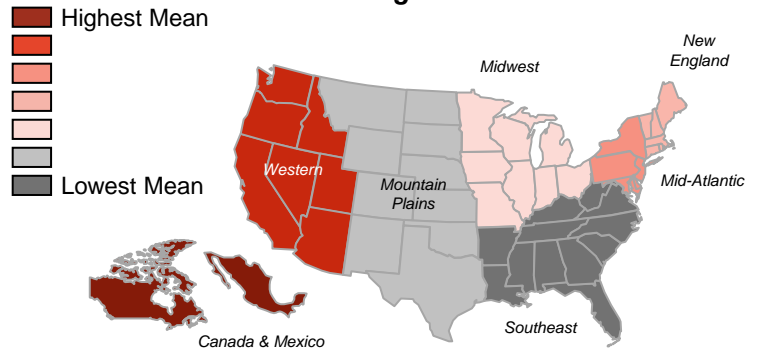 Highest Mean
Lowest Mean
Midwest
New
England
Western
Mountain
Plains
Mid-Atlantic
Southeast
Canada & Mexico